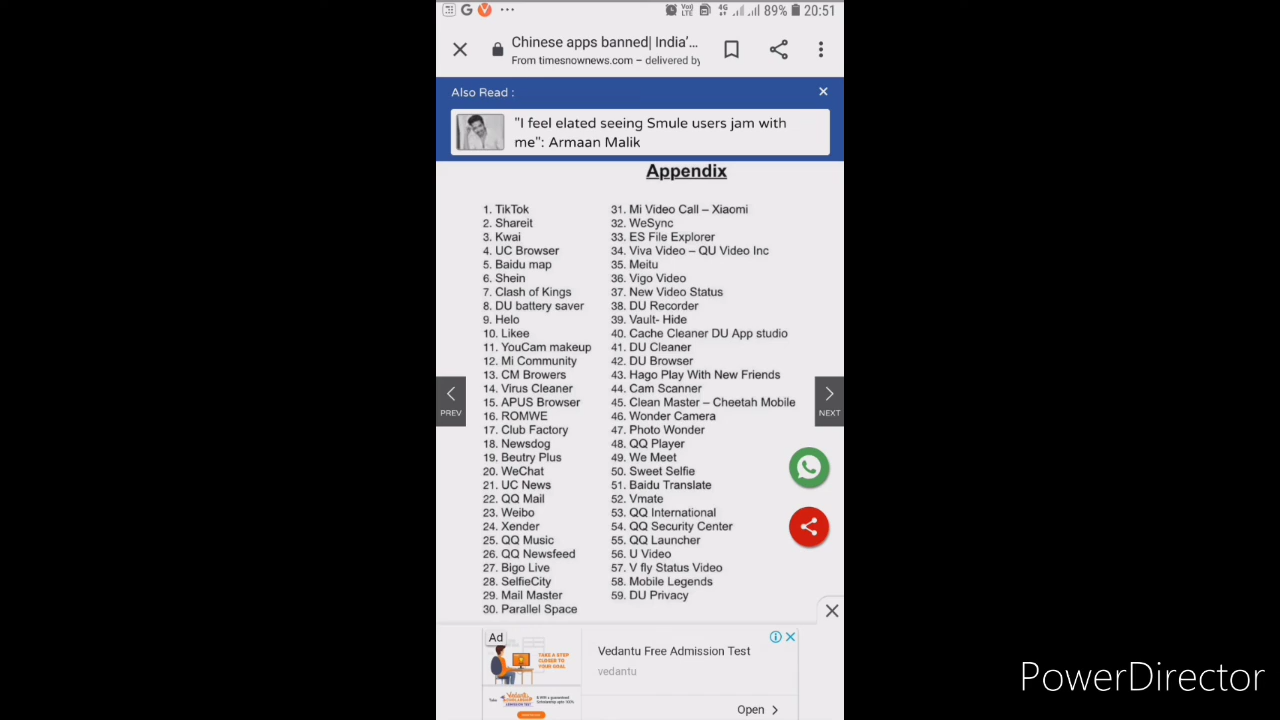 89% 20:51
Chinese apps banned| India'...
From timesnownews.com – delivered by
Also Read :
"I feel elated seeing Smule users jam with
me": Armaan Malik
Appendix
1. TikTok
2. Shareit
3. Kwai
4. UC Browser
5. Baidu map
6. Shein
7. Clash of Kings
8. DU battery saver
9. Helo
10. Likee
11. YouCam makeup
12. Mi Community
13. CM Browers
14. Virus Cleaner
15. APUS Browser
16. ROMWE
17. Club Factory
18. Newsdog
19. Beutry Plus
20. WeChat
21. UC News
22. QQ Mail
23. Weibo
24. Xender
25. QQ Music
26. QQ Newsfeed
27. Bigo Live
28. SelfieCity
29. Mail Master
30. Parallel Space
31. Mi Video Call – Xiaomi
32. WeSync
33. ES File Explorer
34. Viva Video – QU Video Inc
35. Meitu
36. Vigo Video
37. New Video Status
38. DU Recorder
39. Vault- Hide
40. Cache Cleaner DU App studio
41. DU Cleaner
42. DU Browser
43. Hago Play With New Friends
44. Cam Scanner
45. Clean Master – Cheetah Mobile
46. Wonder Camera
47. Photo Wonder
48. QQ Player
49. We Meet
50. Sweet Selfie
51. Baidu Translate
52. Vmate
53. QQ International
54. QQ Security Center
55. QQ Launcher
56. U Video
57. V fly Status Video
58. Mobile Legends
59. DU Privacy
PREV
NEXT
Ad
TAKE A STEP
CLOSER TO
YOUR GOAL
Vedantu Free Admission Test
vedantu
Open
PowerDirector